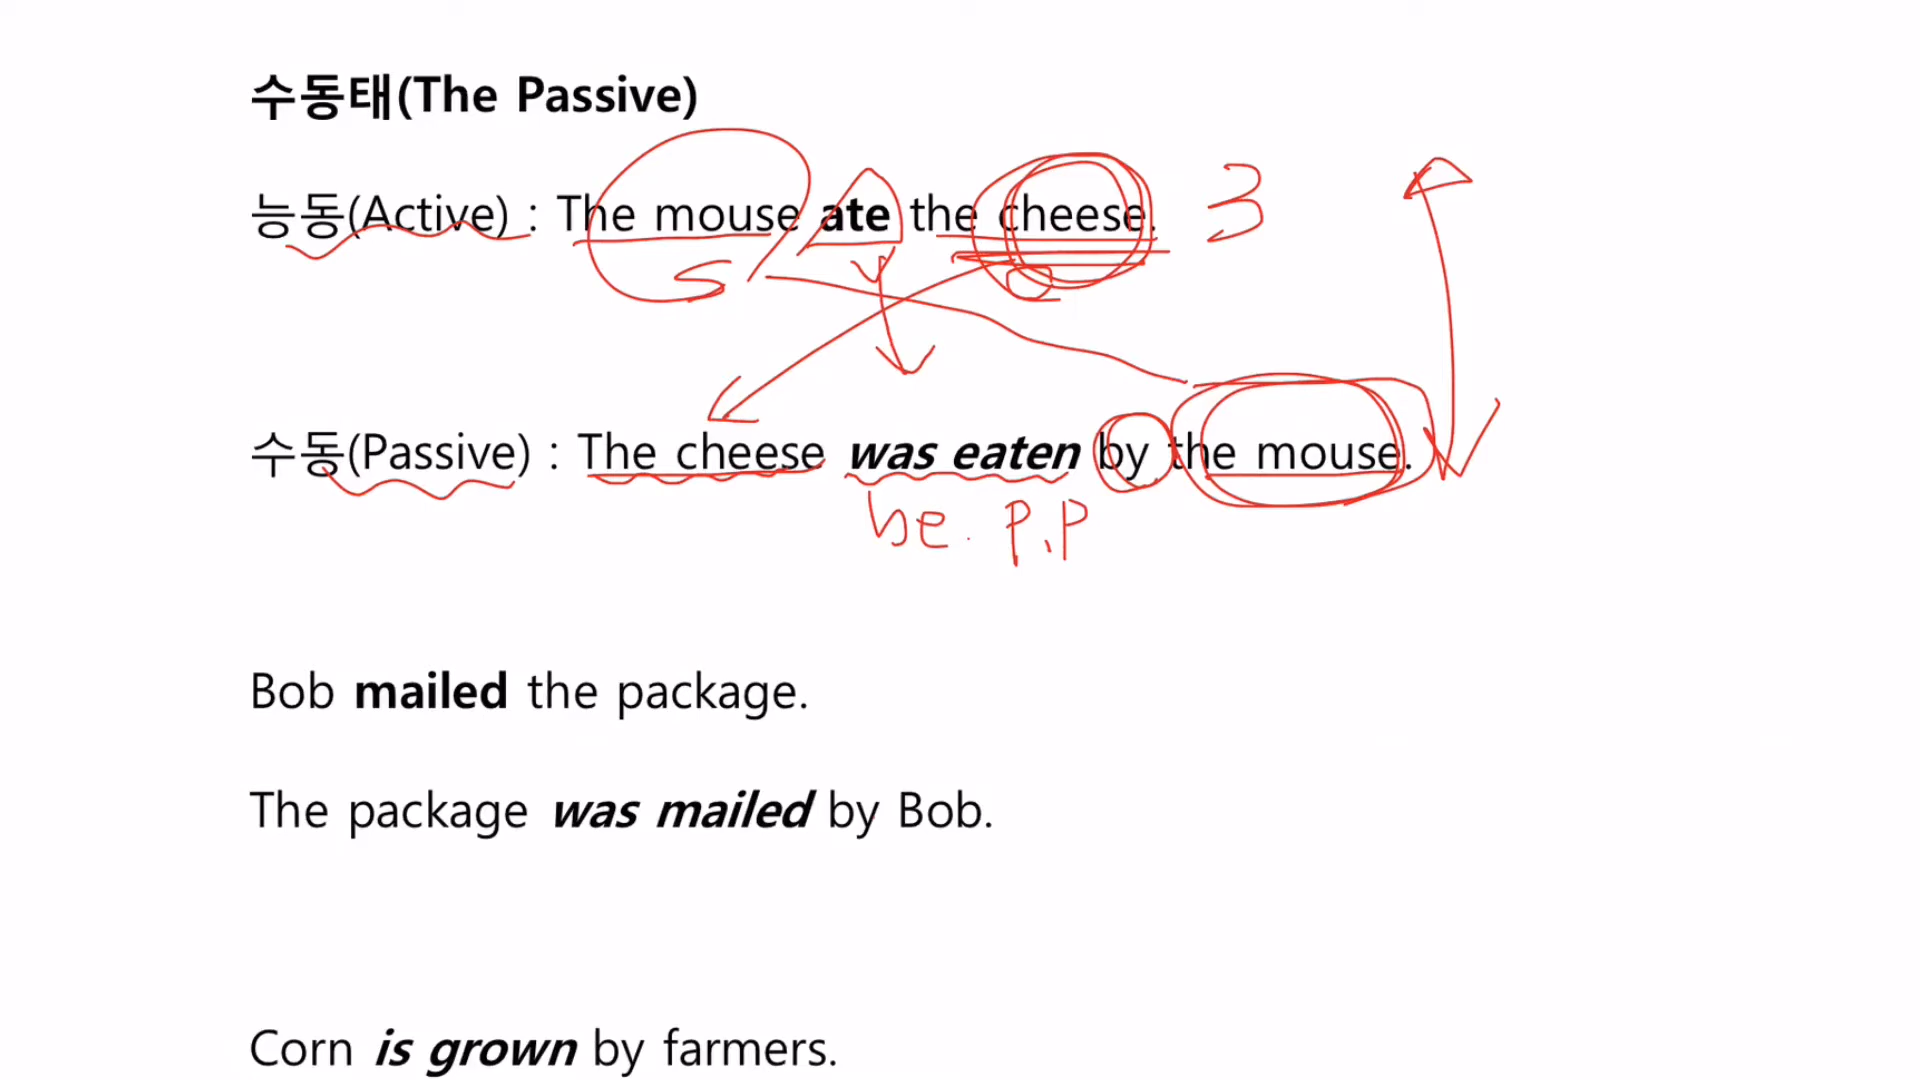 수동태(The Passive)
능동(Active) : The mouse ate the cheese. 3
S V O
수동(Passive) : The cheese was eaten by the mouse.
be. P.P
Bob mailed the package.
The package was mailed by Bob.
Corn is grown by farmers.